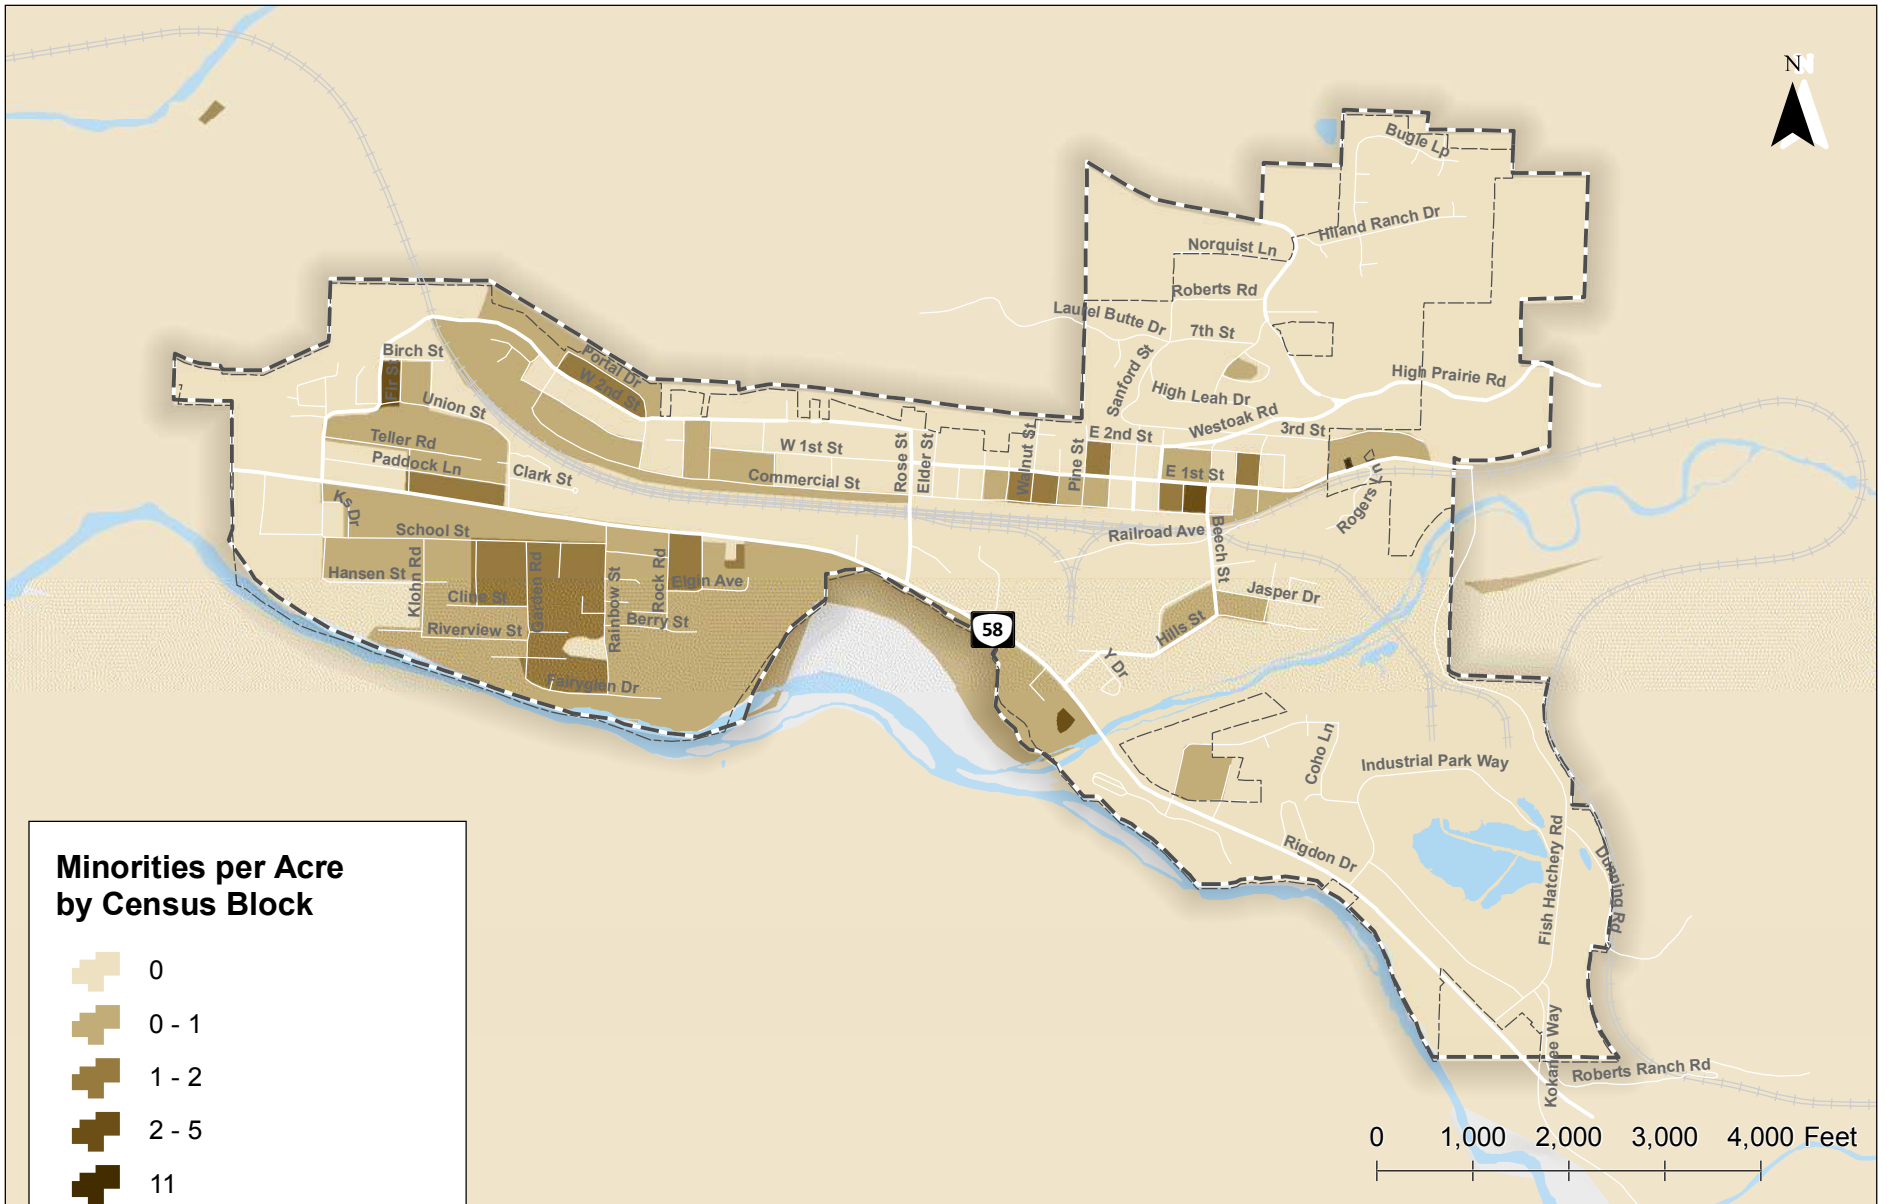 N
Bugle Lp
Hiland Ranch Dr
Norquist Ln
Roberts Rd
Laurel Butte Dr
7th St
Sanford St
High Leah Dr
High Prairie Rd
Westoak Rd
3rd St
Birch St
Fir St
Portal Dr
W 2nd St
Union St
Teller Rd
Paddock Ln
Clark St
W 1st St
Commercial St
Rose St
Elder St
Walnut St
Pine St
E 2nd St
E 1st St
Rogers Ln
Ks Dr
School St
Railroad Ave
Beech St
Hansen St
Klohn Rd
Cline St
Garden Rd
Rainbow St
Rock Rd
Elgin Ave
Berry St
Riverview St
Fairyglen Dr
58
Jasper Dr
Hills St
Y Dr
Coho Ln
Industrial Park Way
Rigdon Dr
Fish Hatchery Rd
Dunning Rd
Kokanee Way
Roberts Ranch Rd
Minorities per Acre
by Census Block
0
0 - 1
1 - 2
2 - 5
11
0 1,000 2,000 3,000 4,000 Feet